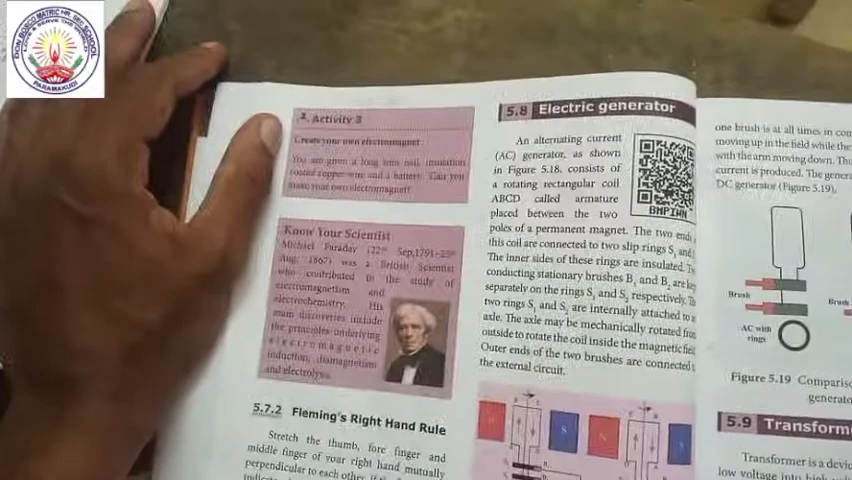 DON BOSCO MATRIC HR. SEC SCHOOL
LOVE & SERVE THE WORLD
PARAMAKUDI
Activity 3
Create your own electromagnet
You are given a long iron nail, insulation
coated copper wire and a battery. Can you
make your own electromagnet?
Know Your Scientist
Michael Faraday (22nd Sep,1791-25th
Aug, 1867) was a British Scientist
who contributed to the study of
electromagnetism and
electrochemistry. His
main discoveries include
the principles underlying
electromagnetic
induction, diamagnetism
and electrolysis.
5.7.2 Fleming's Right Hand Rule
Stretch the thumb, fore finger and
middle finger of your right hand mutually
perpendicular to each other.
5.8 Electric generator
An alternating current
(AC) generator, as shown
in Figure 5.18, consists of
a rotating rectangular coil
ABCD called armature
placed between the two
poles of a permanent magnet. The two ends
this coil are connected to two slip rings S1 and
The inner sides of these rings are insulated.
conducting stationary brushes B1 and B2 are
separately on the rings S1 and S2 respectively.
two rings S1 and S2 are internally attached to
axle. The axle may be mechanically rotated from
outside to rotate the coil inside the magnetic field.
Outer ends of the two brushes are connected
the external circuit.
BMPIWN
S
N
one brush is at all times in
moving up in the field while the
with the arm moving down.
current is produced. The
DC generator (Figure 5.19).
Brush
AC with
rings
Figure 5.19
5.9
Transformer is a
low voltage into